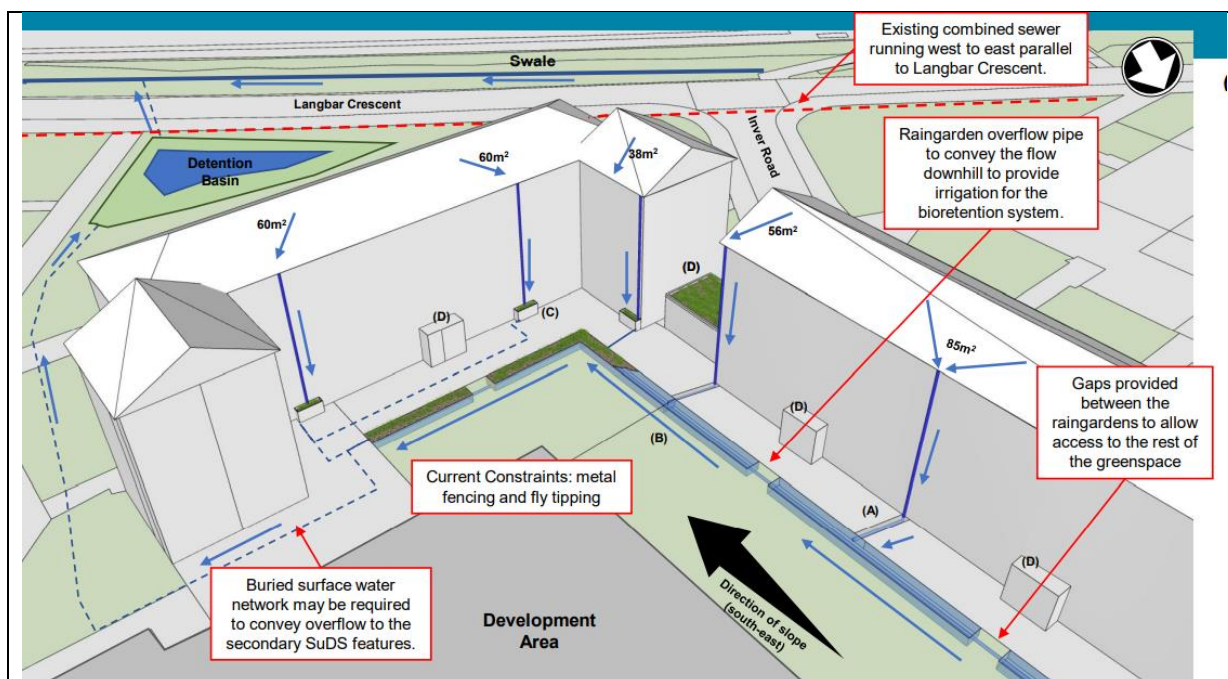 Existing combined sewer
running west to east parallel
to Langbar Crescent.
Swale
Langbar Crescent
Inver Road
Raingarden overflow pipe
to convey the flow
downhill to provide
irrigation for the
bioretention system.
Detention
Basin
60m²
38m²
60m²
56m²
(D)
(C)
(D)
85m²
(D)
(B)
Gaps provided
between the
raingardens to allow
access to the rest of
the greenspace
Current Constraints: metal
fencing and fly tipping
(A)
(D)
Direction of slope
(south-east)
Buried surface water
network may be required
to convey overflow to the
secondary SuDS features.
Development
Area